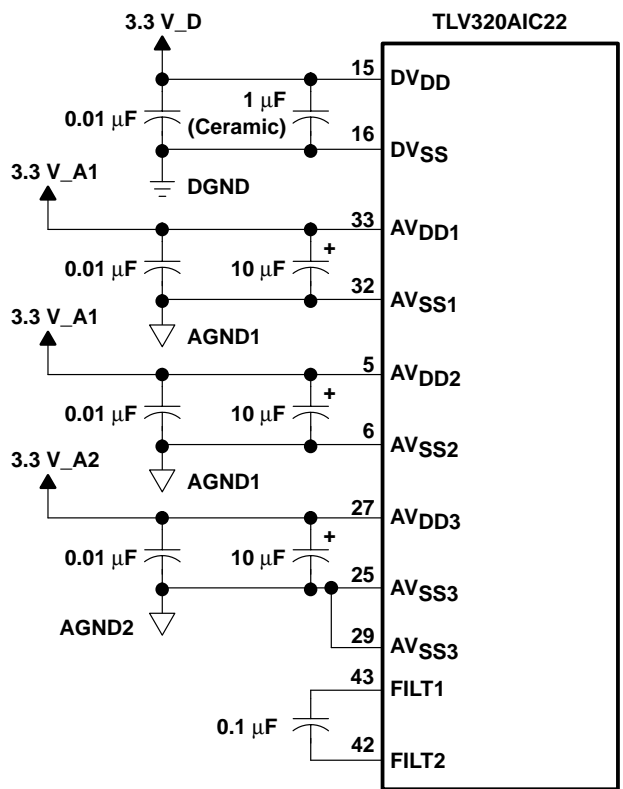 3.3 V_D
TLV320AIC22
15 DVDD
0.01 μF
1 μF
(Ceramic)
16 DVSS
3.3 V_A1
DGND
33 AVDD1
0.01 μF
10 μF
+
32 AVSS1
3.3 V_A1
AGND1
5 AVDD2
0.01 μF
10 μF
+
6 AVSS2
3.3 V_A2
AGND1
27 AVDD3
0.01 μF
10 μF
+
25 AVSS3
AGND2
29 AVSS3
43 FILT1
0.1 μF
42 FILT2